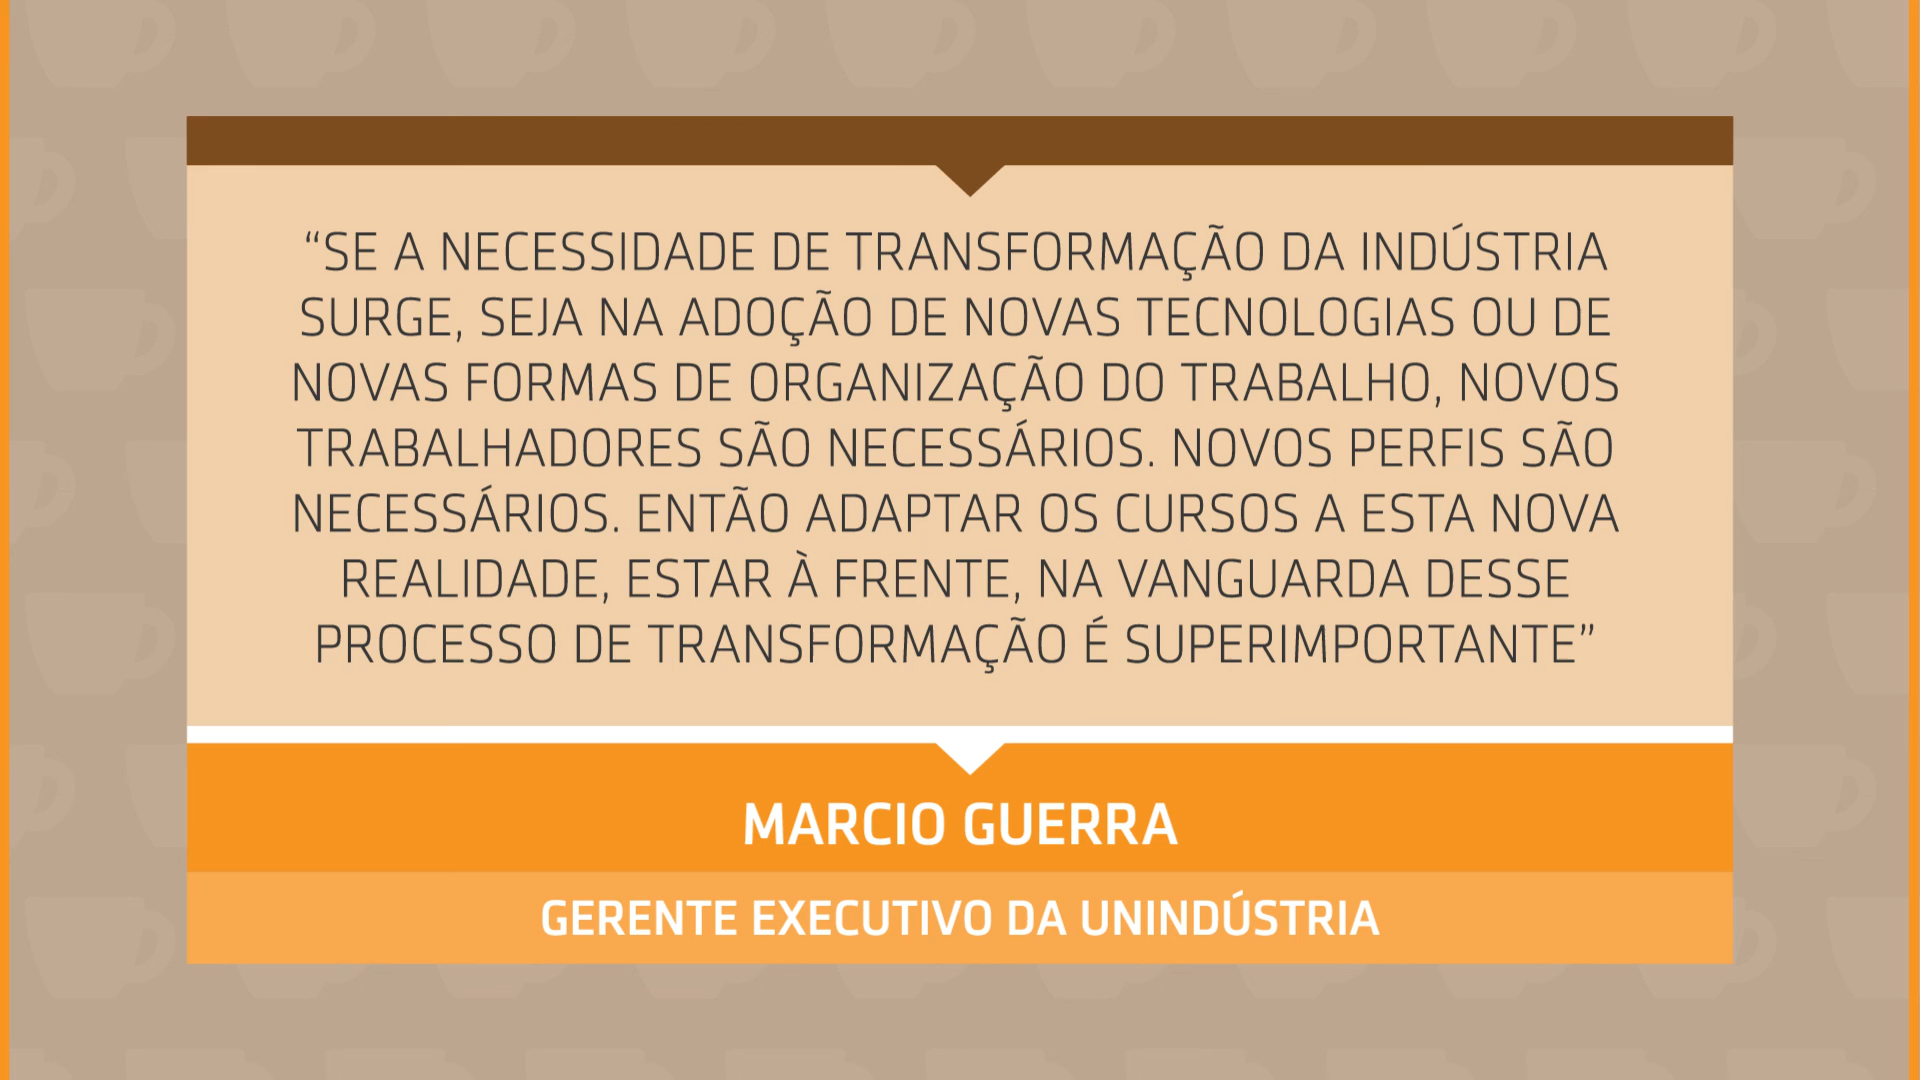 “SE A NECESSIDADE DE TRANSFORMAÇÃO DA INDÚSTRIA
SURGE, SEJA NA ADOÇÃO DE NOVAS TECNOLOGIAS OU DE
NOVAS FORMAS DE ORGANIZAÇÃO DO TRABALHO, NOVOS
TRABALHADORES SÃO NECESSÁRIOS. NOVOS PERFIS SÃO
NECESSÁRIOS. ENTÃO ADAPTAR OS CURSOS A ESTA NOVA
REALIDADE, ESTAR À FRENTE, NA VANGUARDA DESSE
PROCESSO DE TRANSFORMAÇÃO É SUPERIMPORTANTE”
MARCIO GUERRA
GERENTE EXECUTIVO DA UNINDÚSTRIA